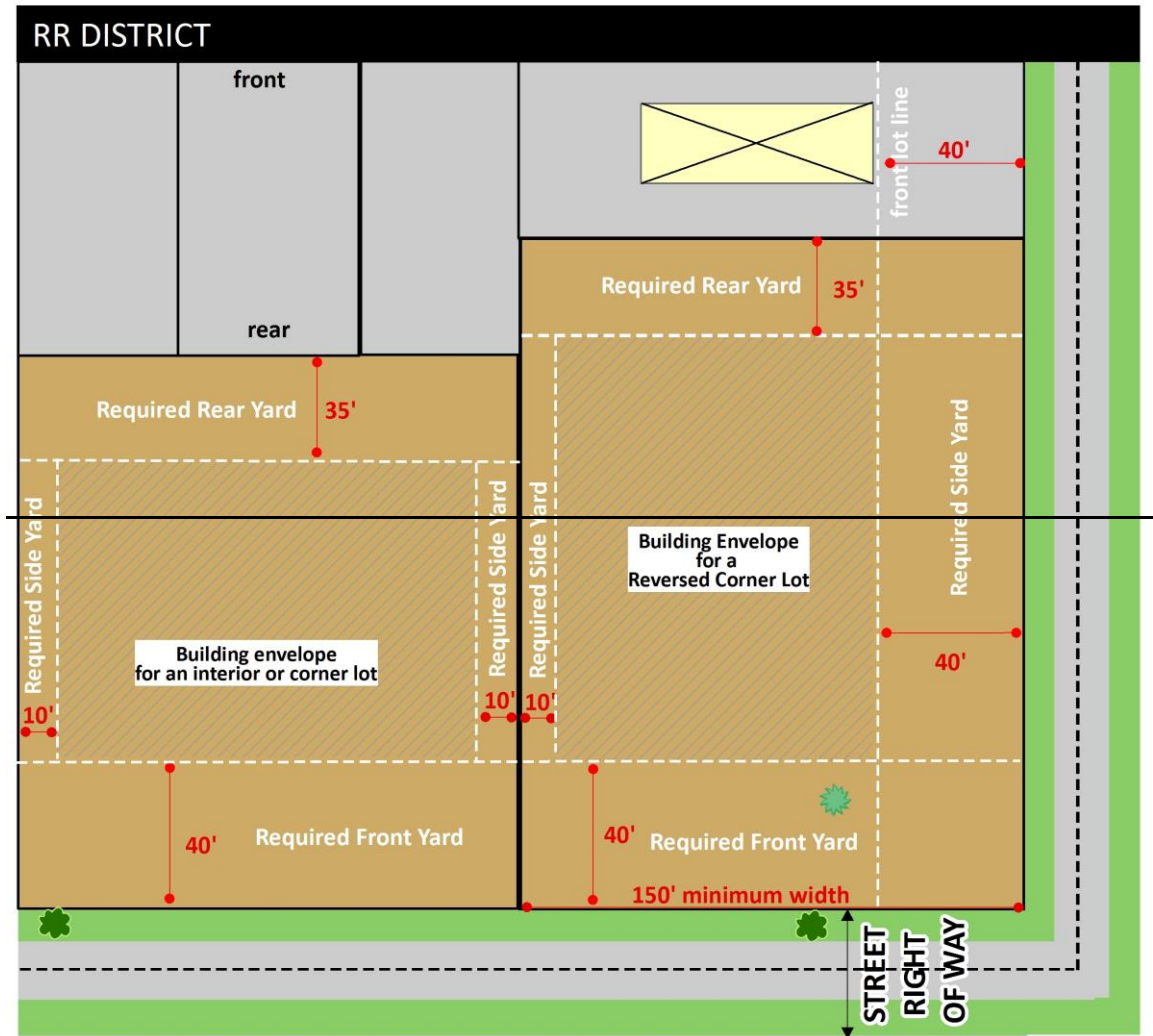 RR DISTRICT
front
front lot line
40'
rear
Required Rear Yard
35'
Required Rear Yard
35'
Required Side Yard
Required Side Yard
Required Side Yard
Required Side Yard
Building Envelope
for a
Reversed Corner Lot
Building envelope
for an interior or corner lot
40'
10'
10'
10'
40'
Required Front Yard
40'
Required Front Yard
150' minimum width
STREET
RIGHT
OF WAY